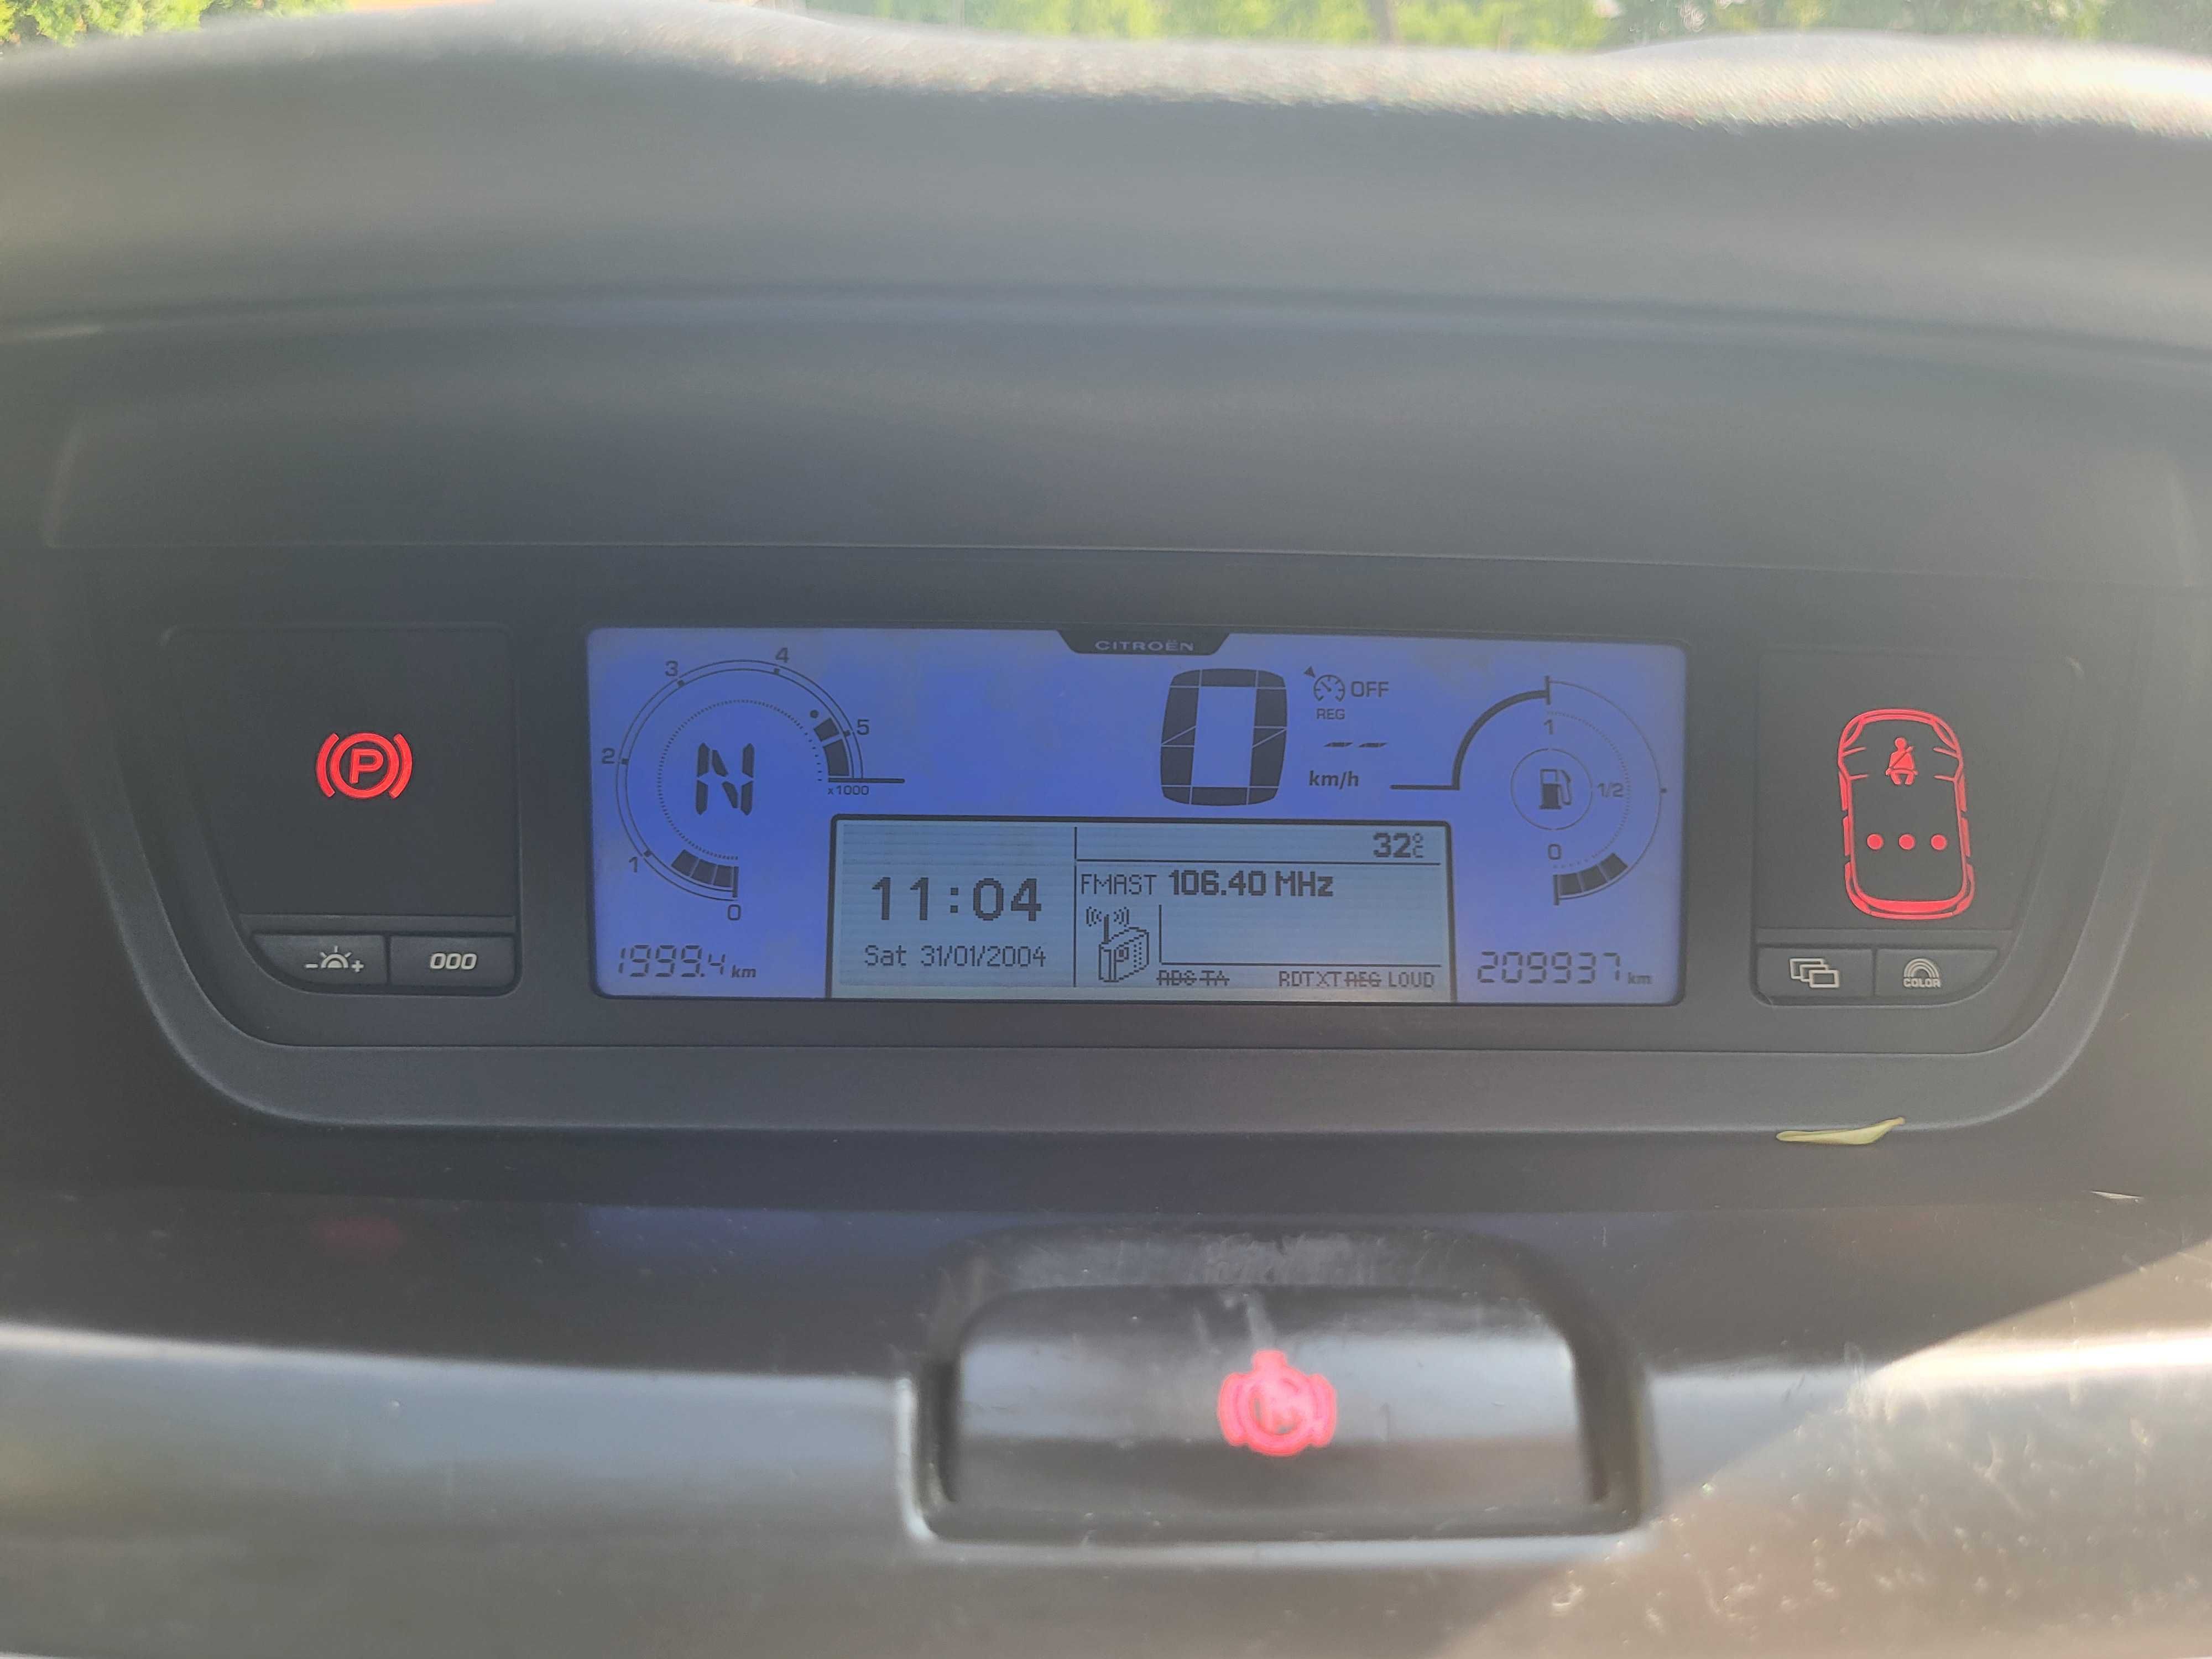 CITROËN
4
3
OFF
REG
5
1
2
N
0
--
km/h
1/2
x1000
P
1
0
32°C
FMAST 106.40 MHz
11:04
0
Sat 31/01/2004
1999.4 km
RDS TA
RDTXT REG LOUD
209937 km
000
- +
COLOR
P